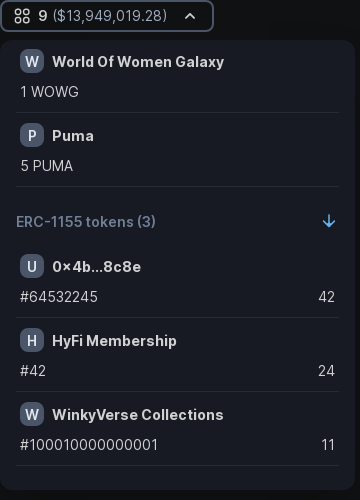 9 ($13,949,019.28)
W World Of Women Galaxy
1 WOWG
P Puma
5 PUMA
ERC-1155 tokens (3)
U 0x4b...8c8e
#64532245 42
H HyFi Membership
#42 24
W WinkyVerse Collections
#100010000000001 11